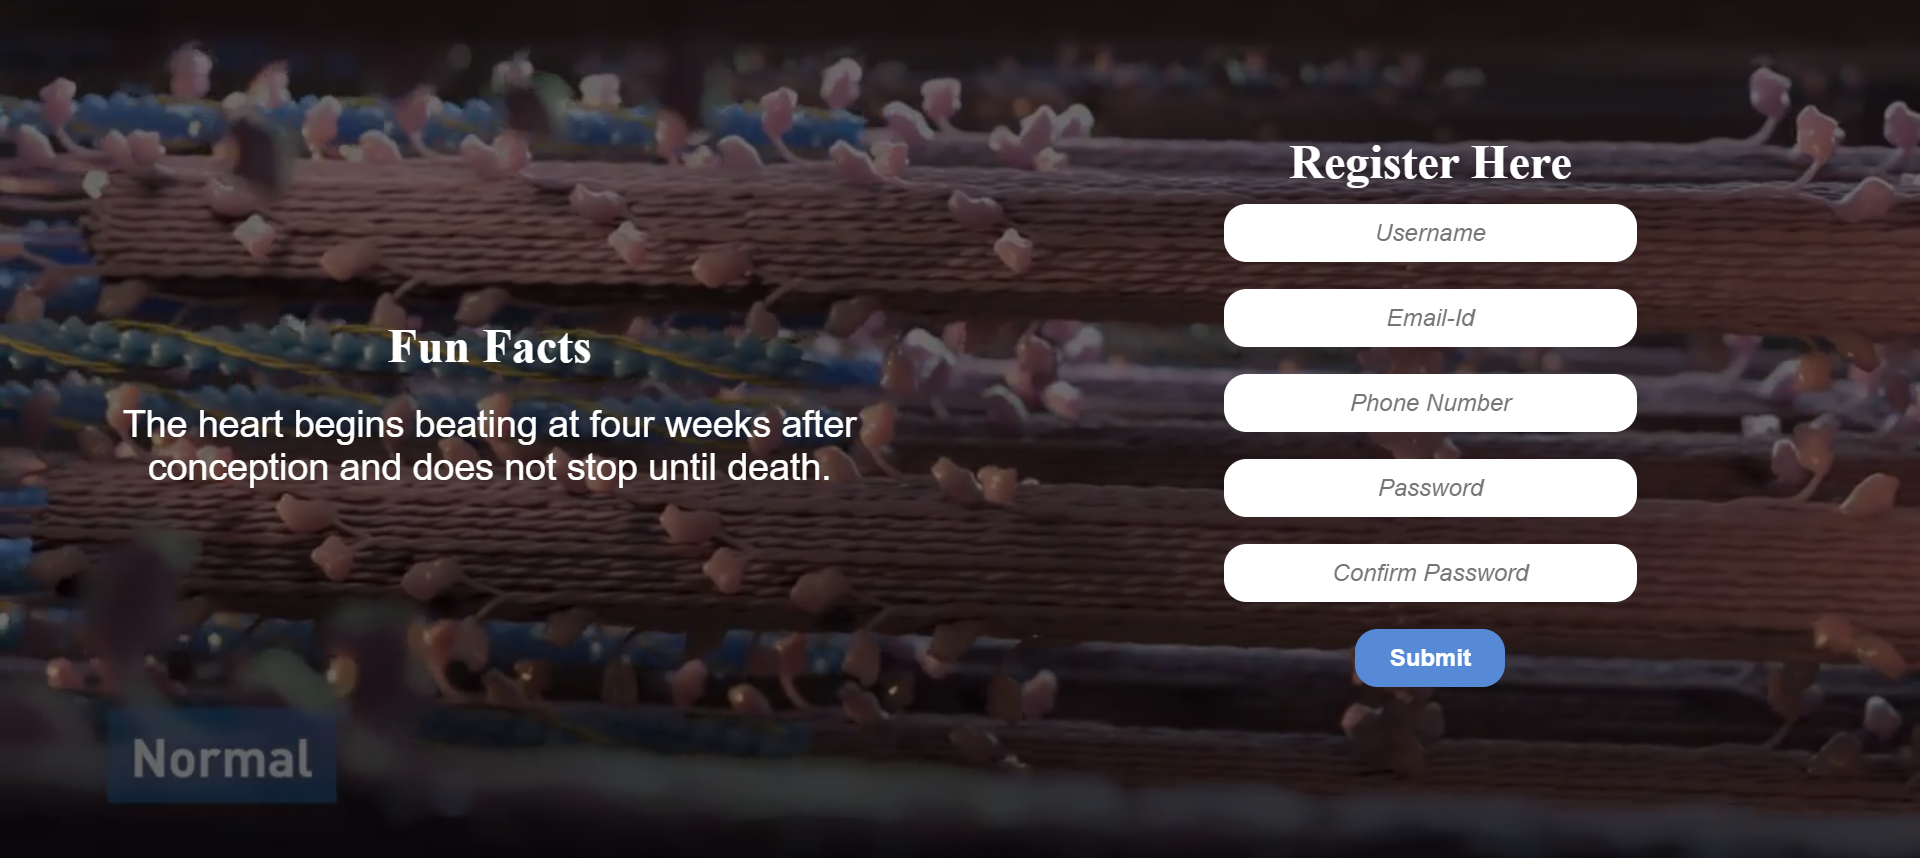 Fun Facts
The heart begins beating at four weeks after
conception and does not stop until death.
Normal
Register Here
Username
Email-Id
Phone Number
Password
Confirm Password
Submit